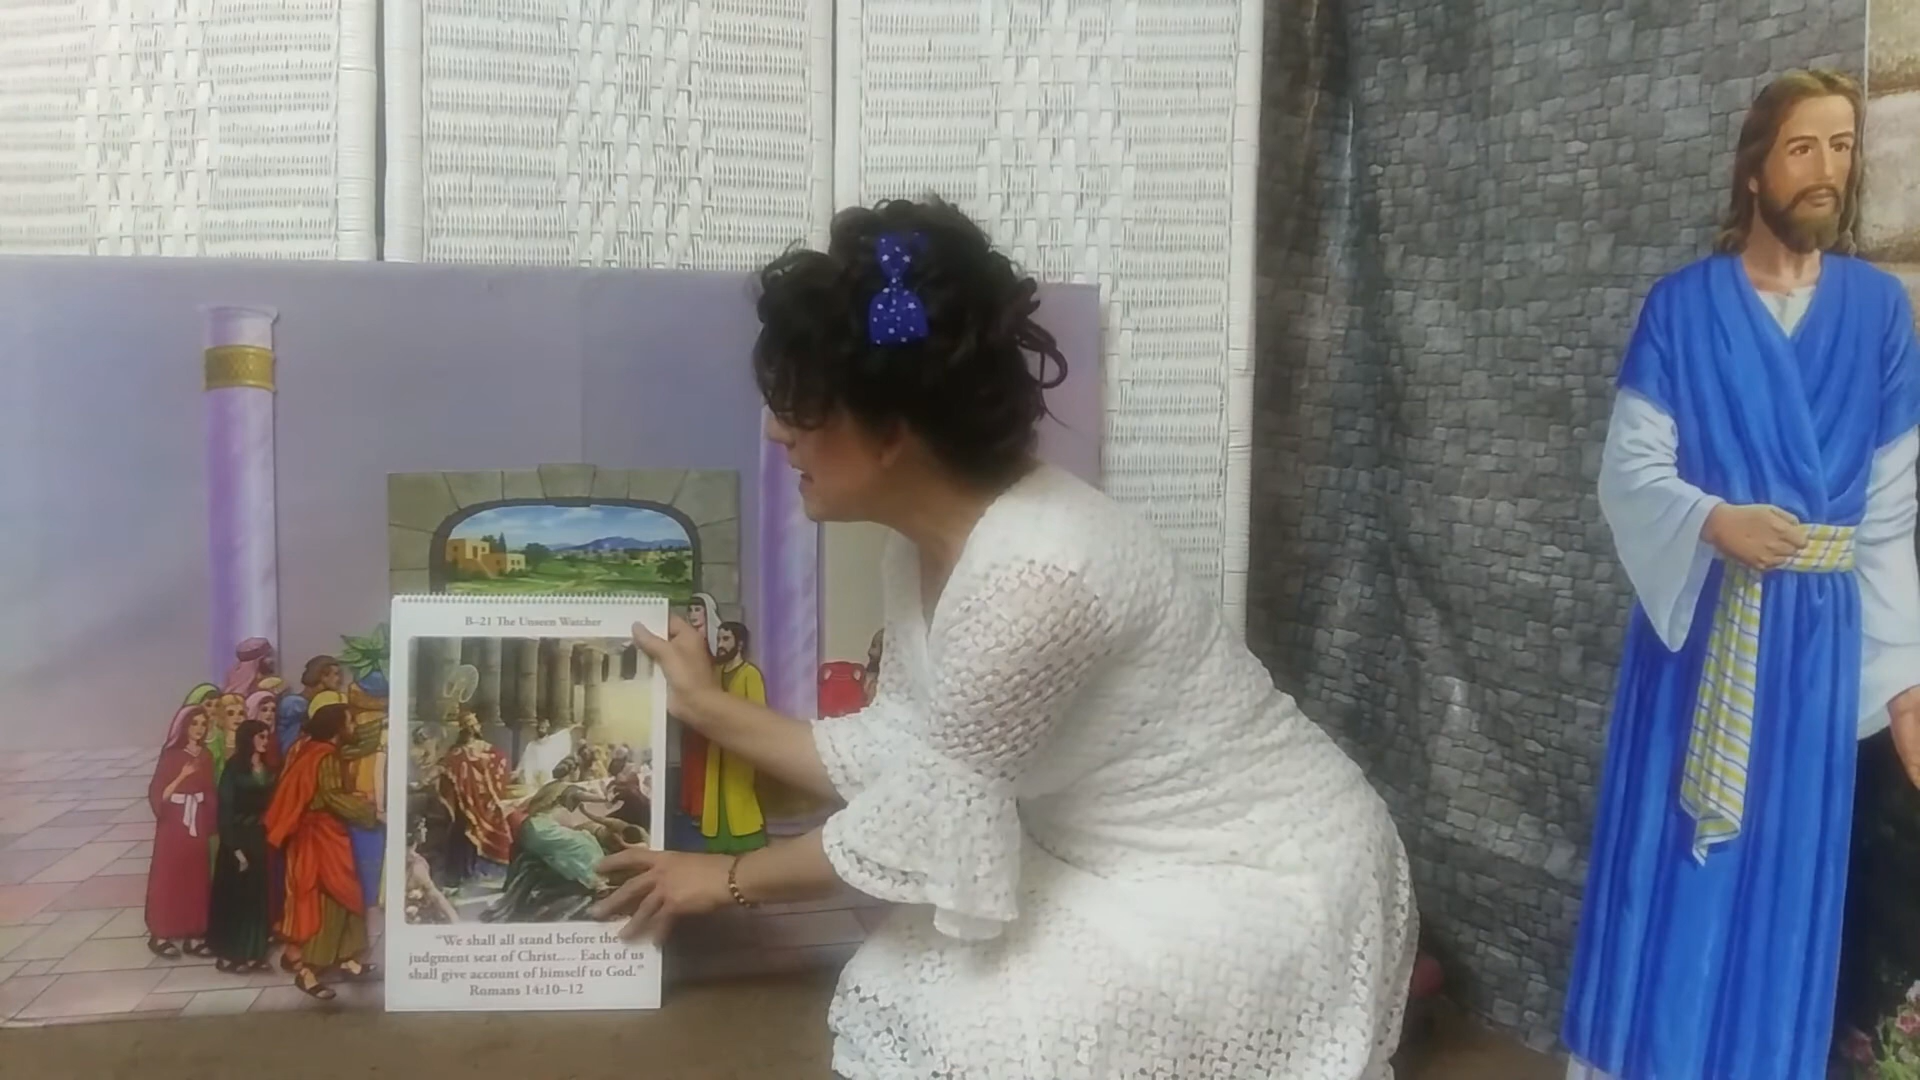 B–21 The Unseen Watcher
"We shall all stand before the
judgment seat of Christ.... Each of us
shall give account of himself to God."
Romans 14:10–12